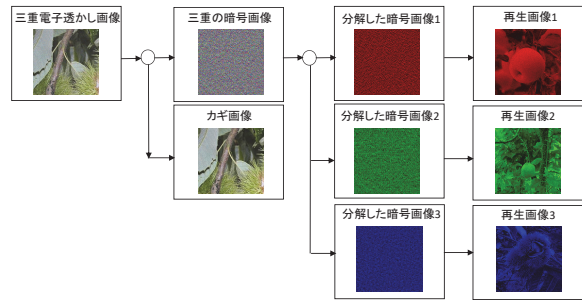 三重電子透かし画像
三重の暗号画像
分解した暗号画像1
再生画像1
カギ画像
分解した暗号画像2
再生画像2
分解した暗号画像3
再生画像3